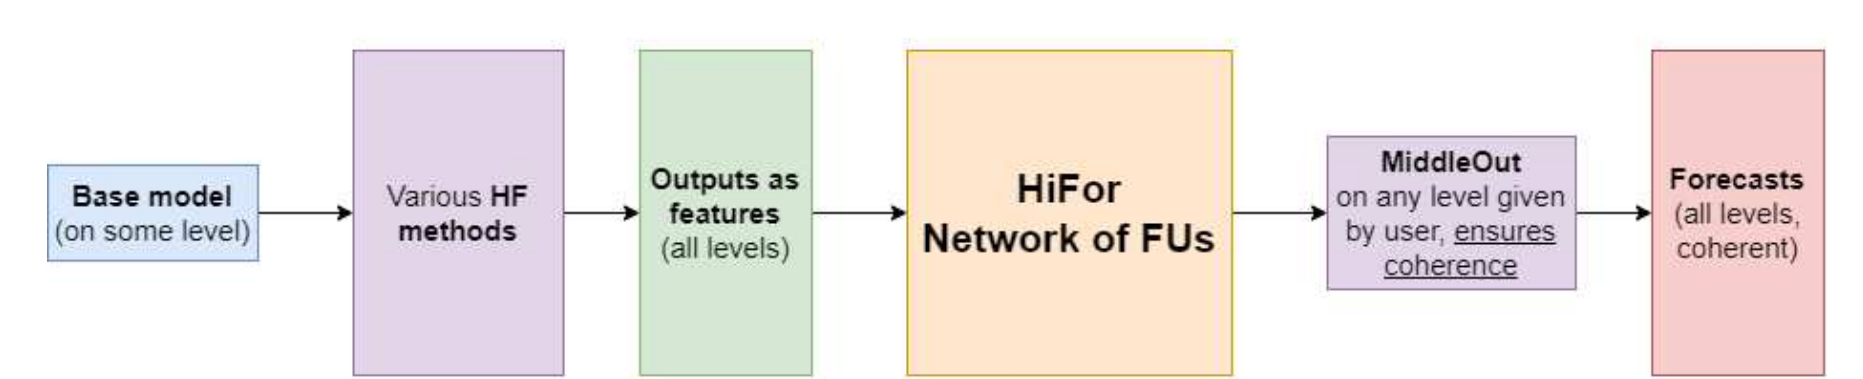 Base model
(on some level)
Various HF
methods
Outputs as
features
(all levels)
HiFor
Network of FUs
MiddleOut
on any level given
by user, ensures
coherence
Forecasts
(all levels,
coherent)